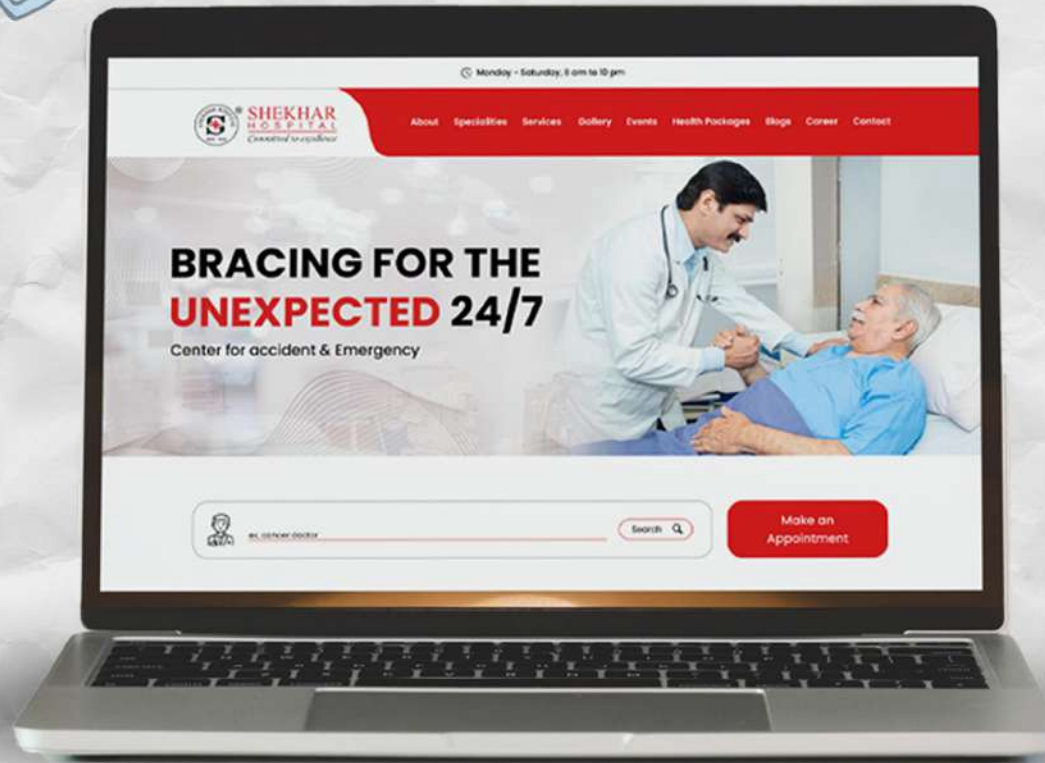 Monday - Saturday, 8 am to 10 pm
SHEKHAR
HOSPITAL
Committed to excellence
About Specialities Services Gallery Events Health Packages Blogs Career Contact
BRACING FOR THE
UNEXPECTED 24/7
Center for accident & Emergency
ex. cancer doctor
Search
Make an
Appointment
S